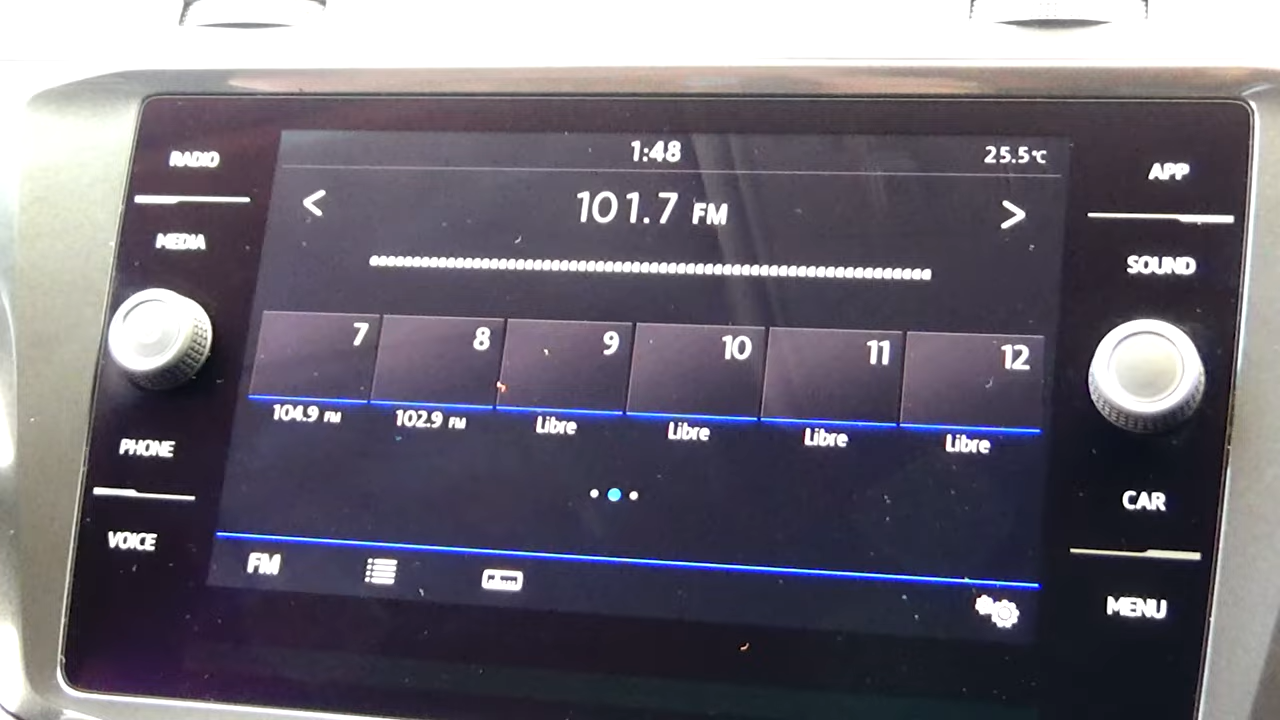 RADIO
MEDIA
PHONE
VOICE
1:48
25.5°C
< 101.7 FM >
7 8 9 10 11 12
104.9 FM 102.9 FM Libre Libre Libre Libre
FM
APP
SOUND
CAR
MENU